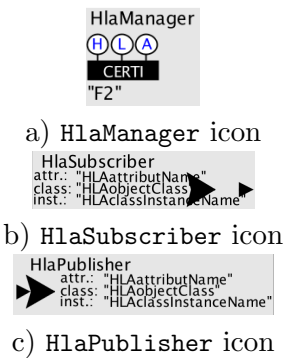 HlaManager
H L A
CERTI
"F2"
a) HlaManager icon
HlaSubscriber
attr.: "HLAattributName"
class: "HLAobjectClass"
inst.: "HLAclassInstanceName"
b) HlaSubscriber icon
HlaPublisher
attr.: "HLAattributName"
class: "HLAobjectClass"
inst.: "HLAclassInstanceName"
c) HlaPublisher icon